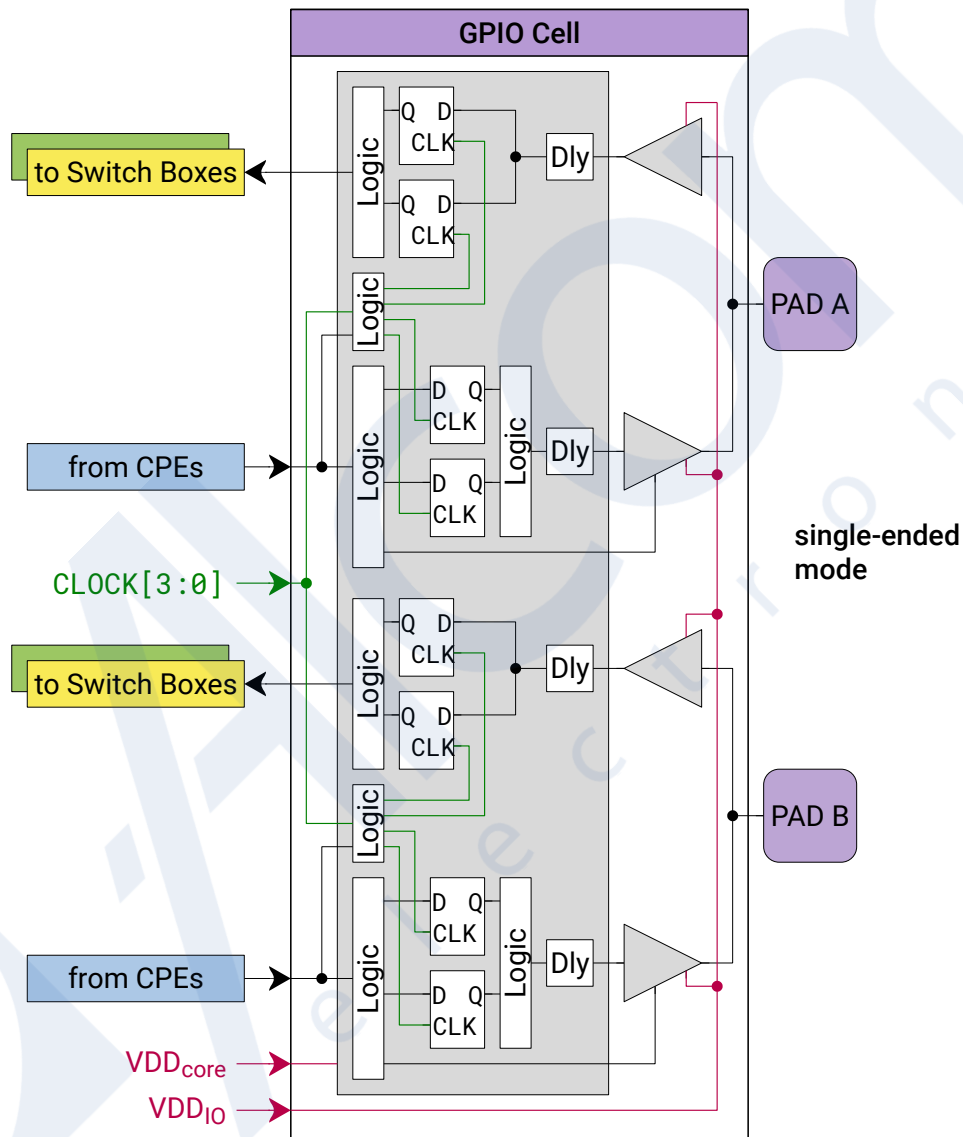 GPIO Cell
Logic
Q D
CLK
Q D
CLK
Dly
to Switch Boxes
Logic
PAD A
from CPEs
Logic
D Q
CLK
D Q
CLK
Logic
Dly
single-ended
mode
CLOCK[3:0]
Logic
Q D
CLK
Q D
CLK
Dly
to Switch Boxes
Logic
PAD B
from CPEs
Logic
D Q
CLK
D Q
CLK
Logic
Dly
VDDcore
VDDIO
electron